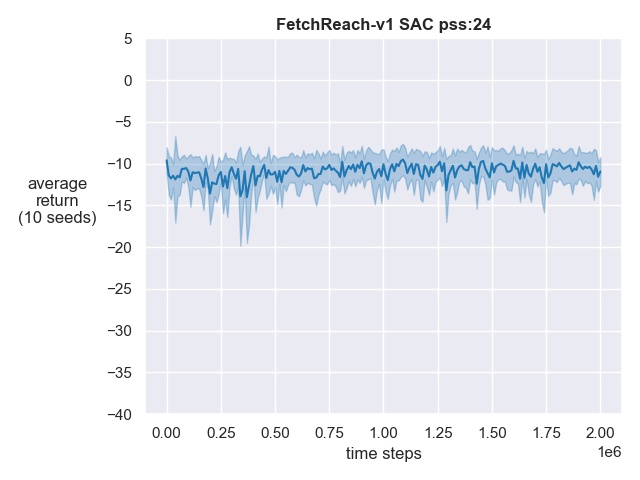 FetchReach-v1 SAC pss:24
5
0
−5
−10
−15
−20
−25
−30
−35
−40
average
return
(10 seeds)
0.00 0.25 0.50 0.75 1.00 1.25 1.50 1.75 2.00
1e6
time steps